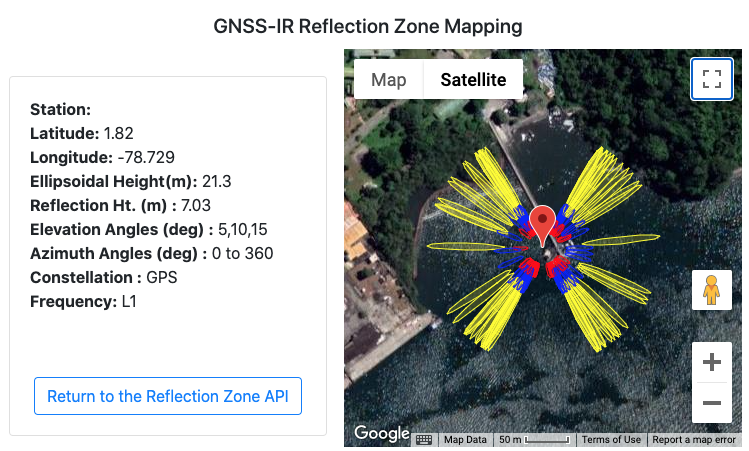 GNSS-IR Reflection Zone Mapping
Station:
Latitude: 1.82
Longitude: -78.729
Ellipsoidal Height(m): 21.3
Reflection Ht. (m) : 7.03
Elevation Angles (deg) : 5,10,15
Azimuth Angles (deg) : 0 to 360
Constellation : GPS
Frequency: L1
Return to the Reflection Zone API
Map Satellite
Google Map Data 50 m Terms of Use Report a map error